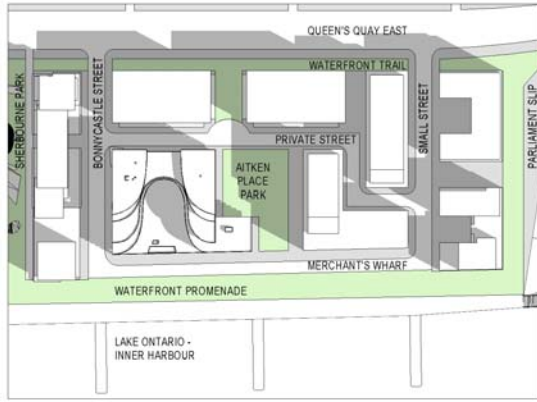 QUEEN'S QUAY EAST
WATERFRONT TRAIL
SHERBOURNE PARK
BONNYCASTLE STREET
SMALL STREET
PARLIAMENT SLIP
PRIVATE STREET
AITKEN
PLACE
PARK
MERCHANT'S WHARF
WATERFRONT PROMENADE
LAKE ONTARIO -
INNER HARBOUR